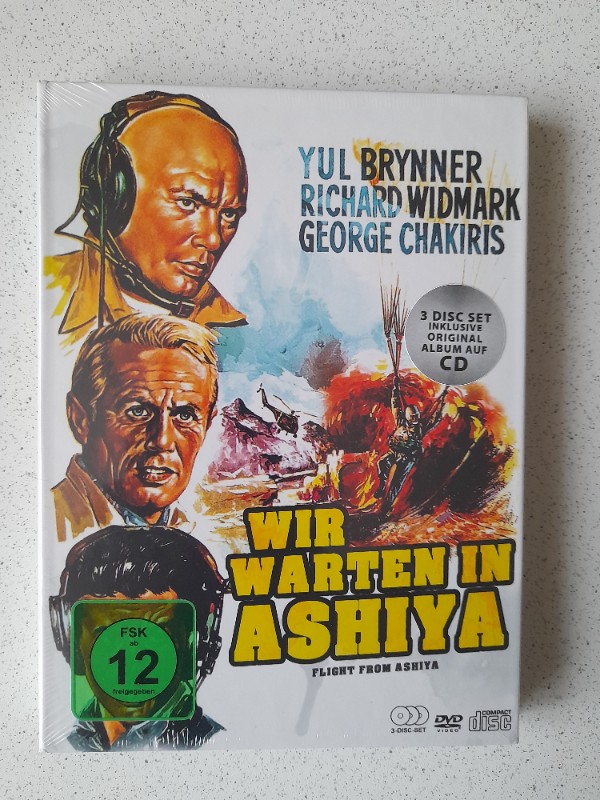 YUL BRYNNER
RICHARD WIDMARK
GEORGE CHAKIRIS
3 DISC SET
INKLUSIVE
ORIGINAL
ALBUM AUF
CD
WIR
WARTEN IN
ASHIYA
FLIGHT FROM ASHIYA
FSK
ab
12
freigegeben
3-DISC-SET
DVD
VIDEO
COMPACT
disc